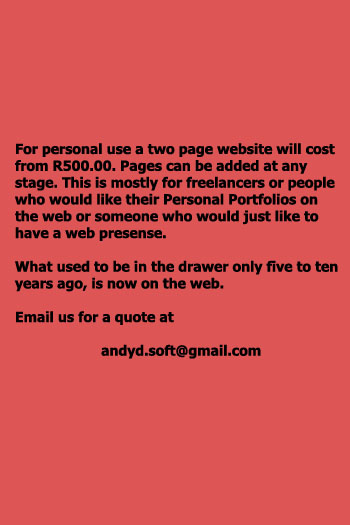 For personal use a two page website will cost
from R500.00. Pages can be added at any
stage. This is mostly for freelancers or people
who would like their Personal Portfolios on
the web or someone who would just like to
have a web presense.
What used to be in the drawer only five to ten
years ago, is now on the web.
Email us for a quote at
andyd.soft@gmail.com